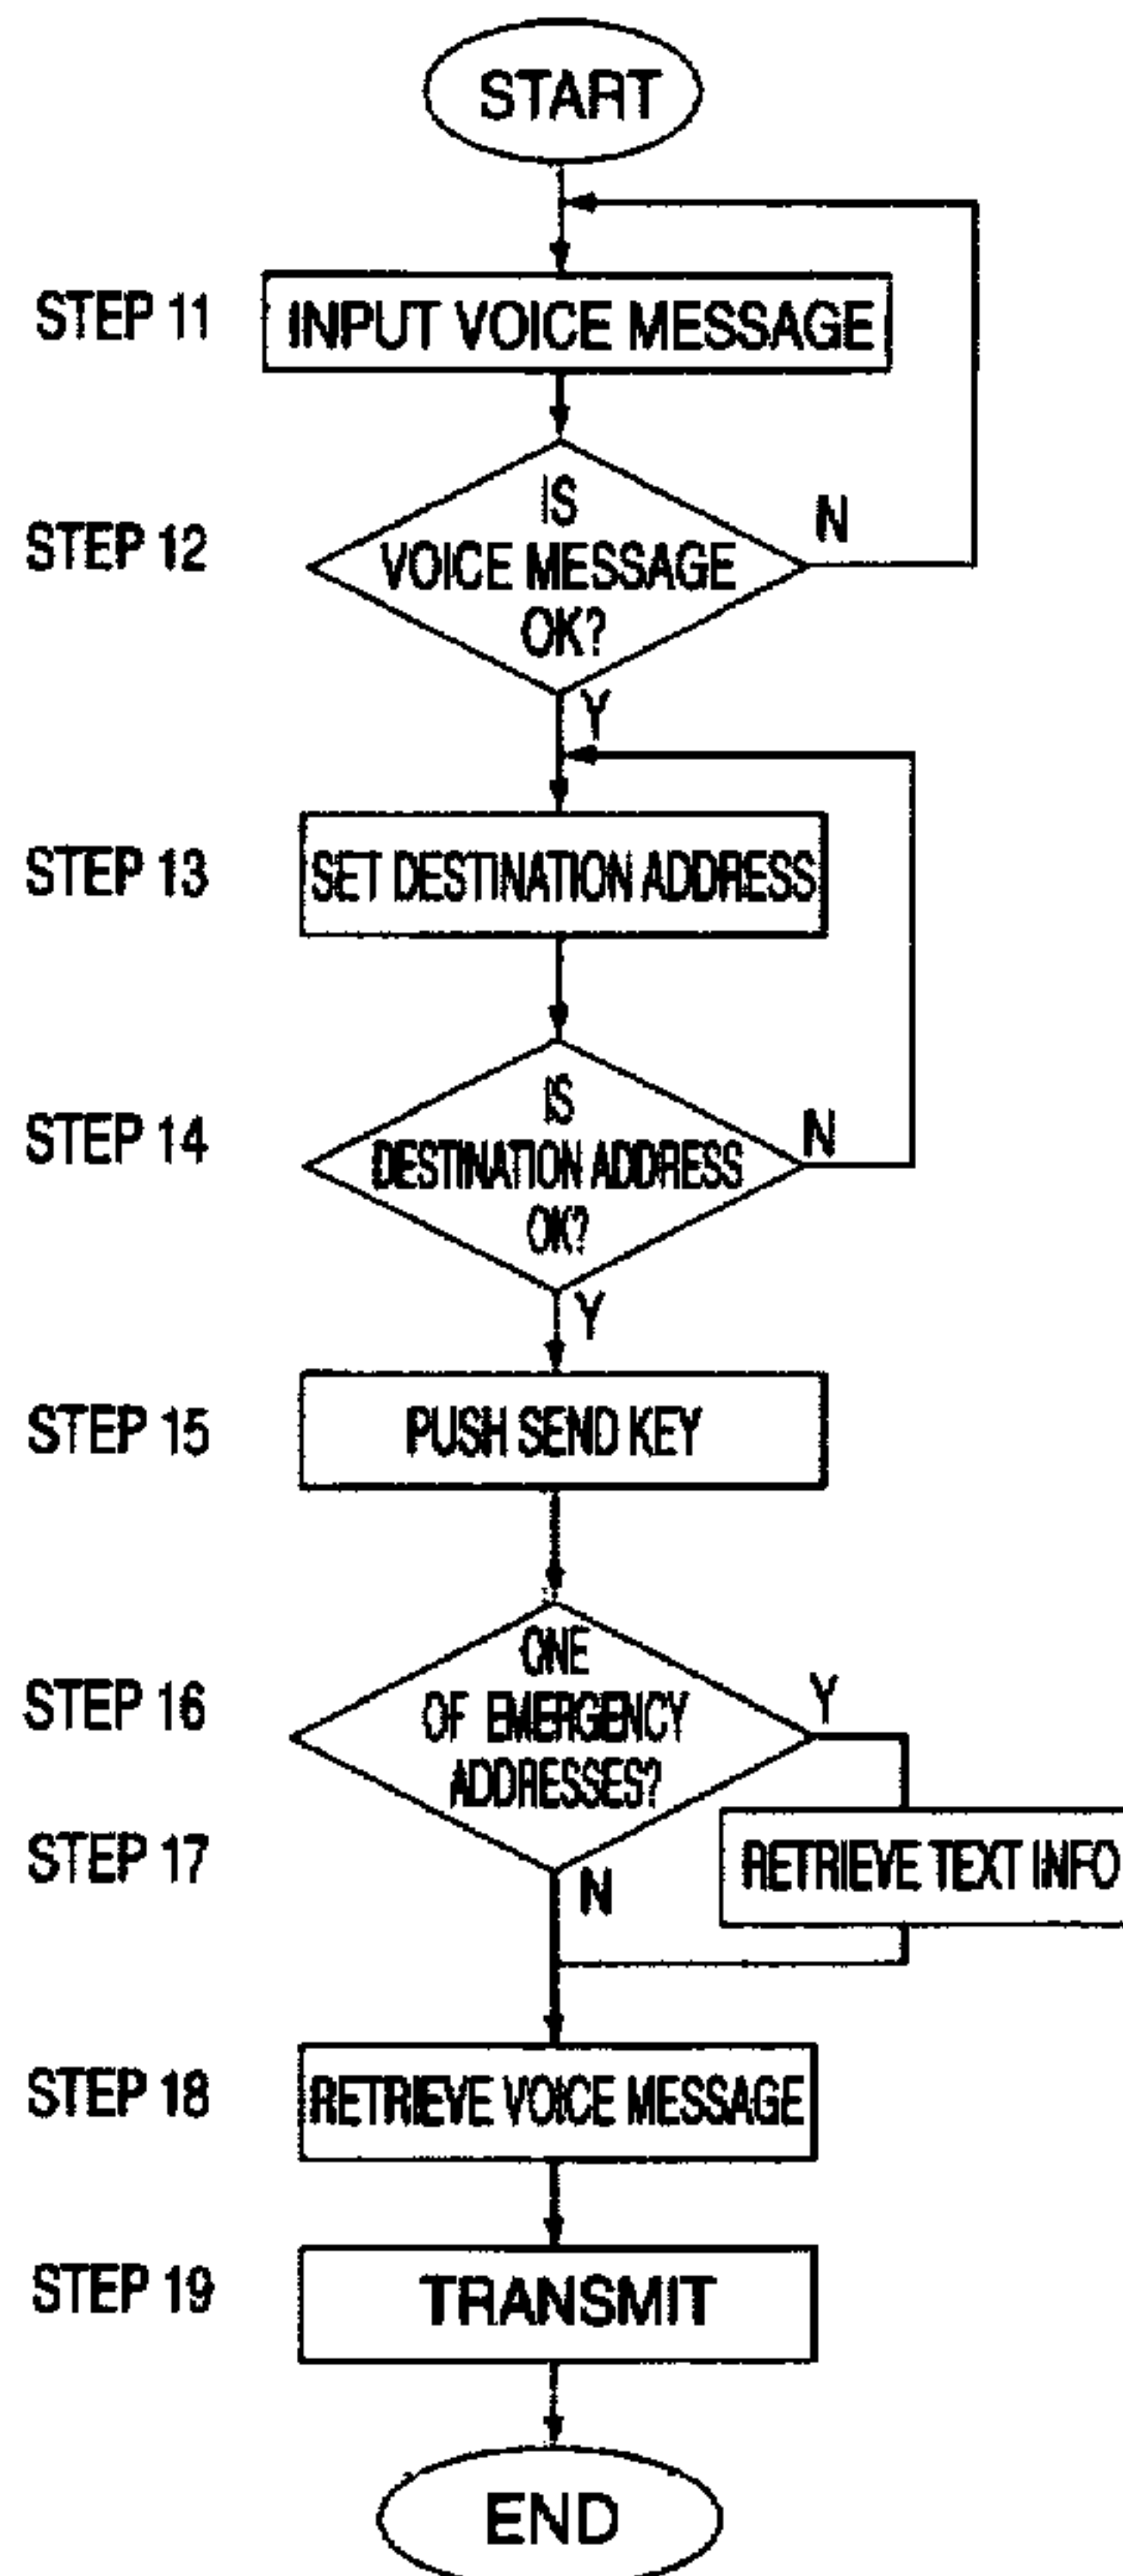 START
STEP 11
INPUT VOICE MESSAGE
STEP 12
IS
VOICE MESSAGE
OK?
N
Y
STEP 13
SET DESTINATION ADDRESS
STEP 14
IS
DESTINATION ADDRESS
OK?
N
Y
STEP 15
PUSH SEND KEY
STEP 16
ONE
OF EMERGENCY
ADDRESSES?
Y
STEP 17
RETRIEVE TEXT INFO
N
STEP 18
RETRIEVE VOICE MESSAGE
STEP 19
TRANSMIT
END